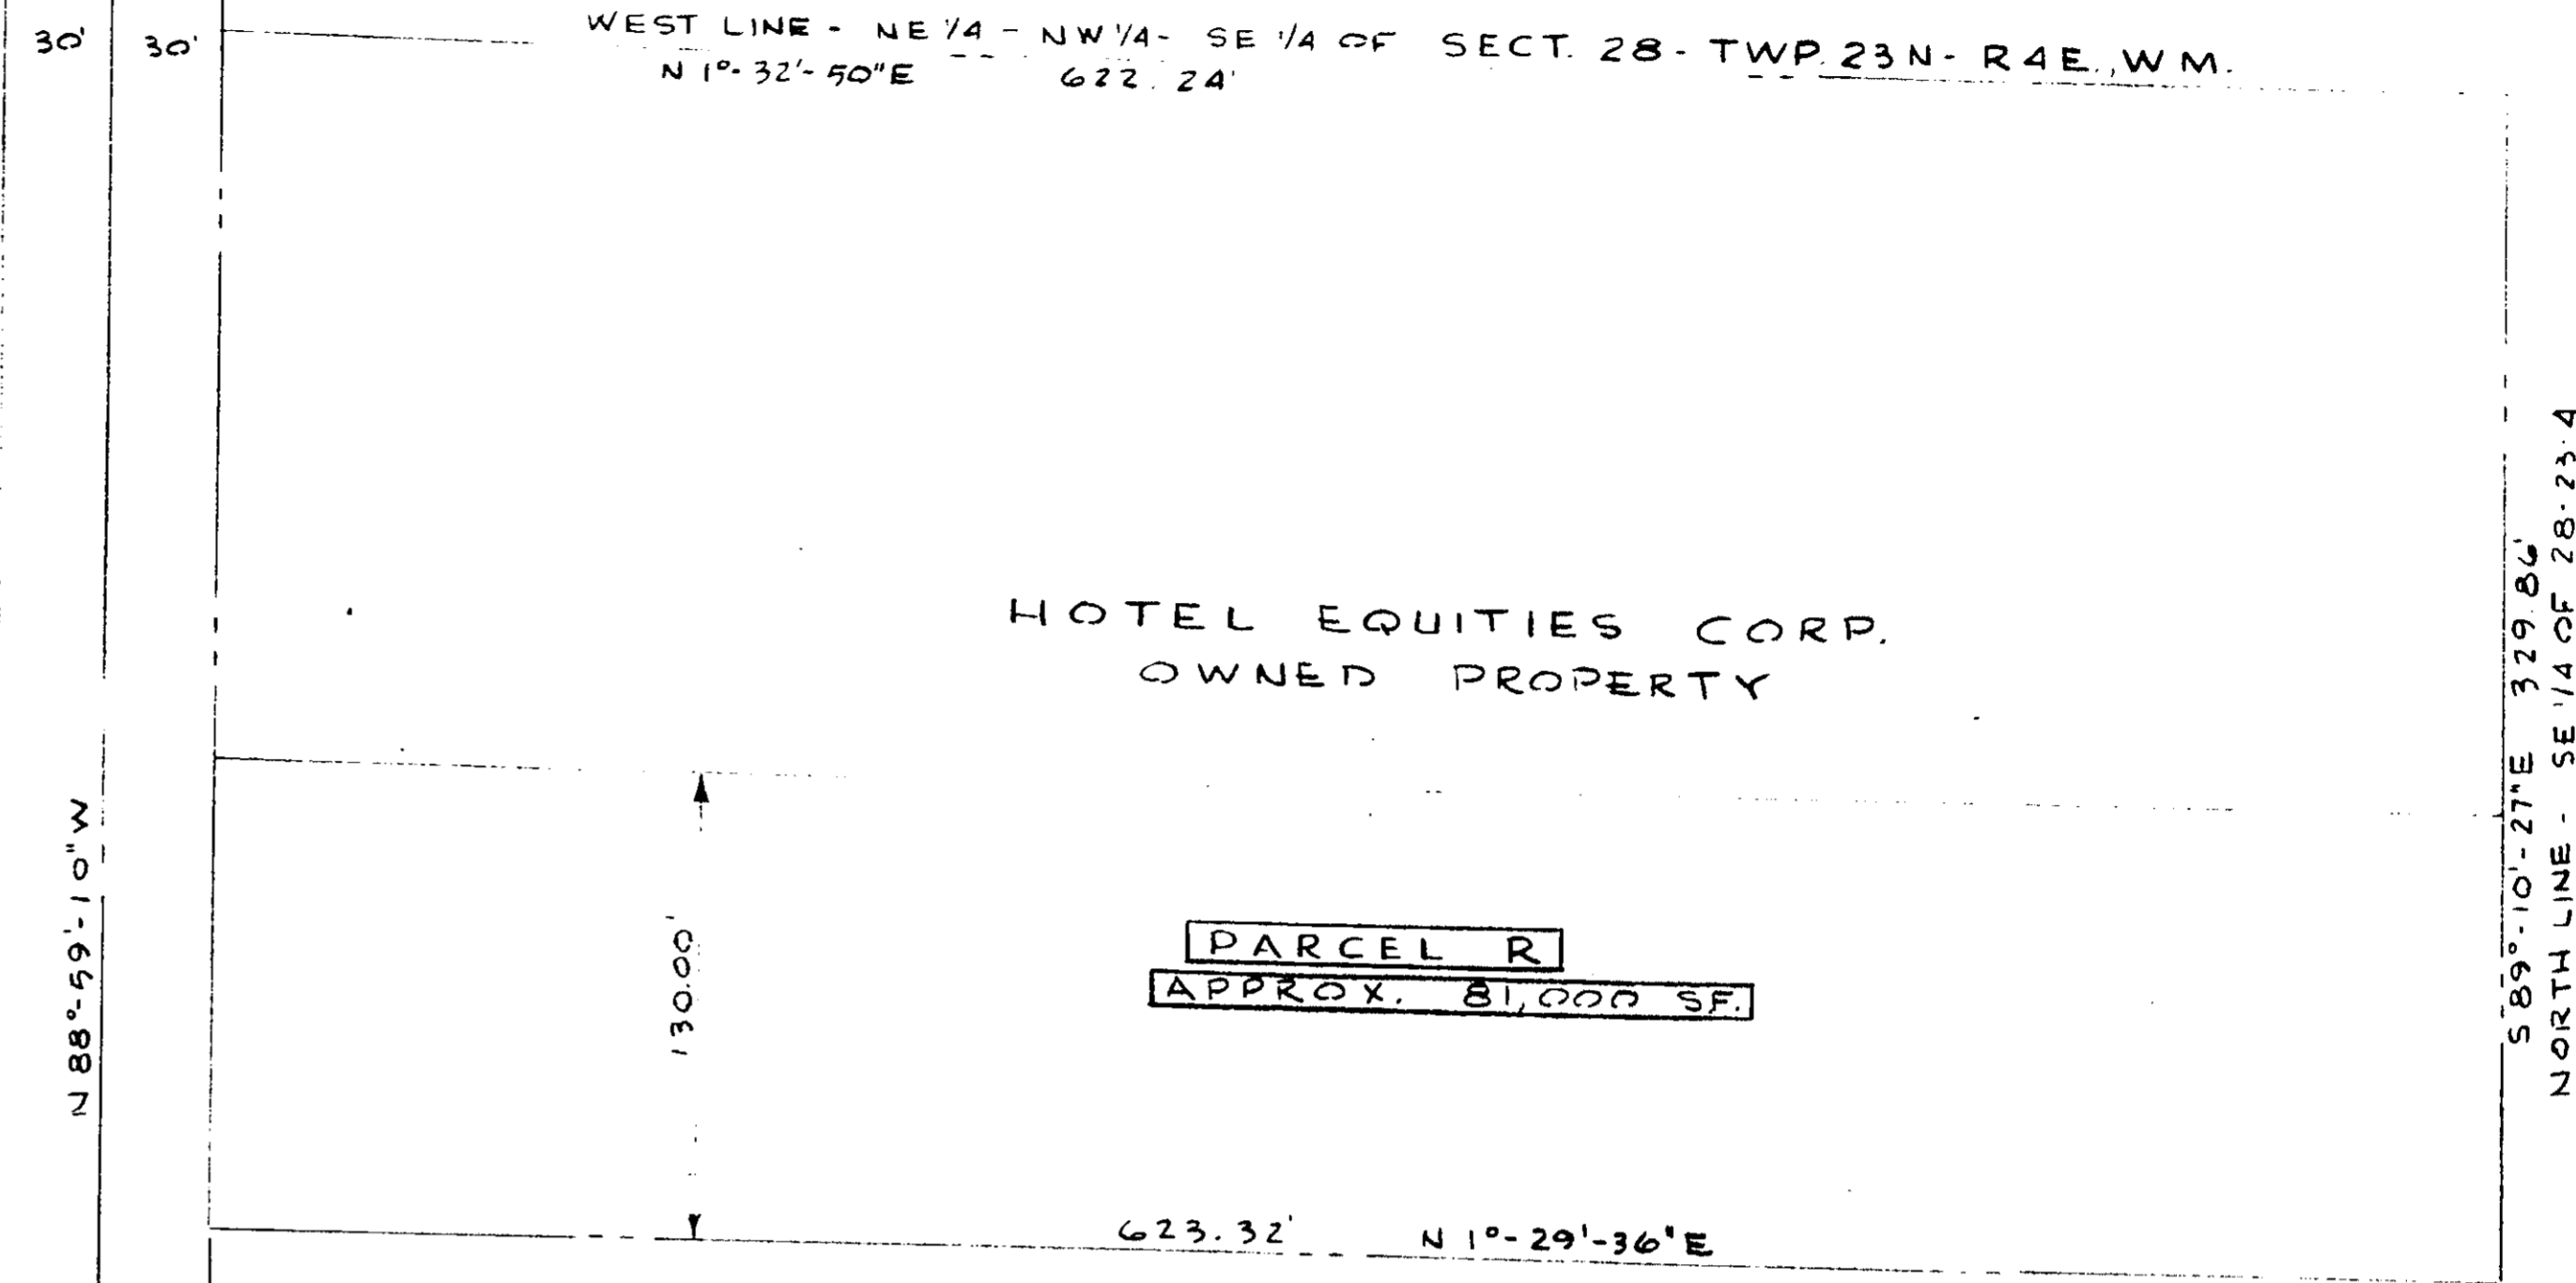 30' 30'
WEST LINE - NE 1/4 - NW 1/4 - SE 1/4 OF SECT. 28 - TWP. 23 N - R 4 E., W M.
N 1°-32'-50"E 622.24'
HOTEL EQUITIES CORP.
OWNED PROPERTY
S 89°-10'-27"E 329.86'
NORTH LINE - SE 1/4 OF 28-23-4
N 88°-59'-10"W
130.00'
PARCEL R
APPROX. 81,000 SF.
623.32' N 1°-29'-36"E